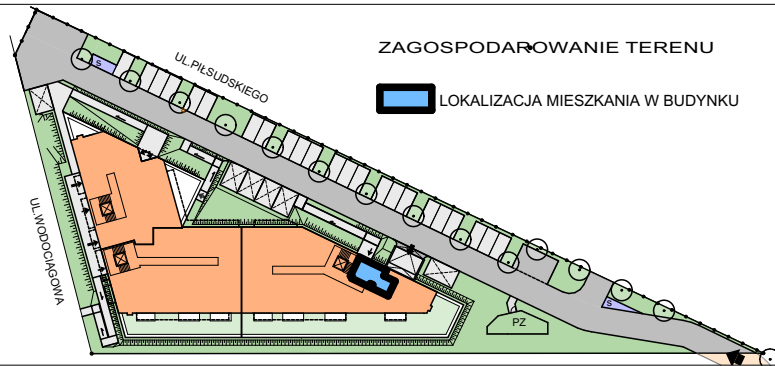 ZAGOSPODAROWANIE TERENU
UL.PIŁSUDSKIEGO
LOKALIZACJA MIESZKANIA W BUDYNKU
UL.WODOCIĄGOWA
Ś
Ś
PZ